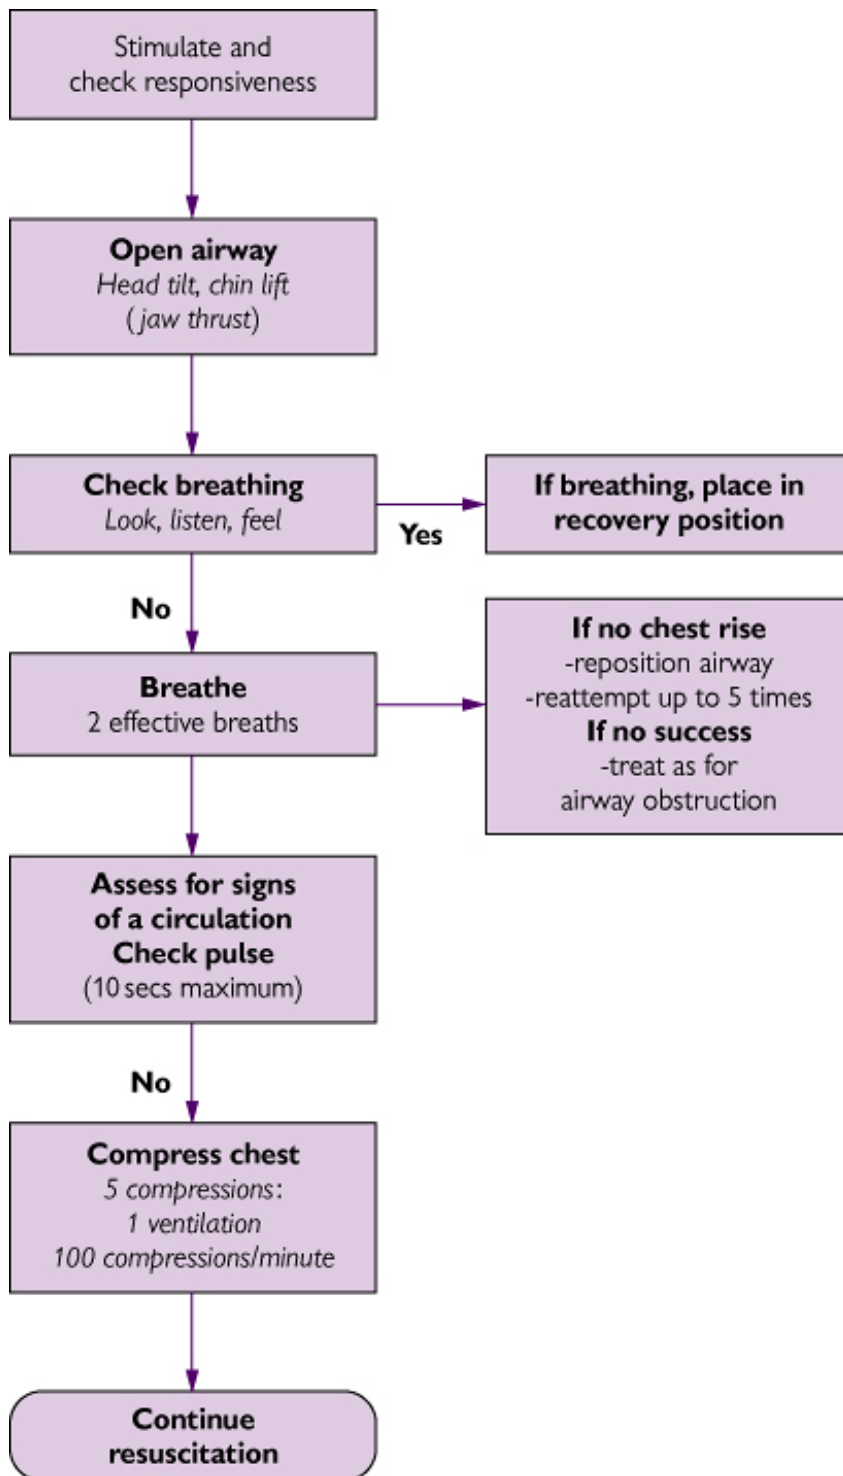 Stimulate and
check responsiveness
Open airway
Head tilt, chin lift
(jaw thrust)
Check breathing
Look, listen, feel
Yes
If breathing, place in
recovery position
No
Breathe
2 effective breaths
If no chest rise
-reposition airway
-reattempt up to 5 times
If no success
-treat as for
airway obstruction
Assess for signs
of a circulation
Check pulse
(10 secs maximum)
No
Compress chest
5 compressions:
1 ventilation
100 compressions/minute
Continue
resuscitation